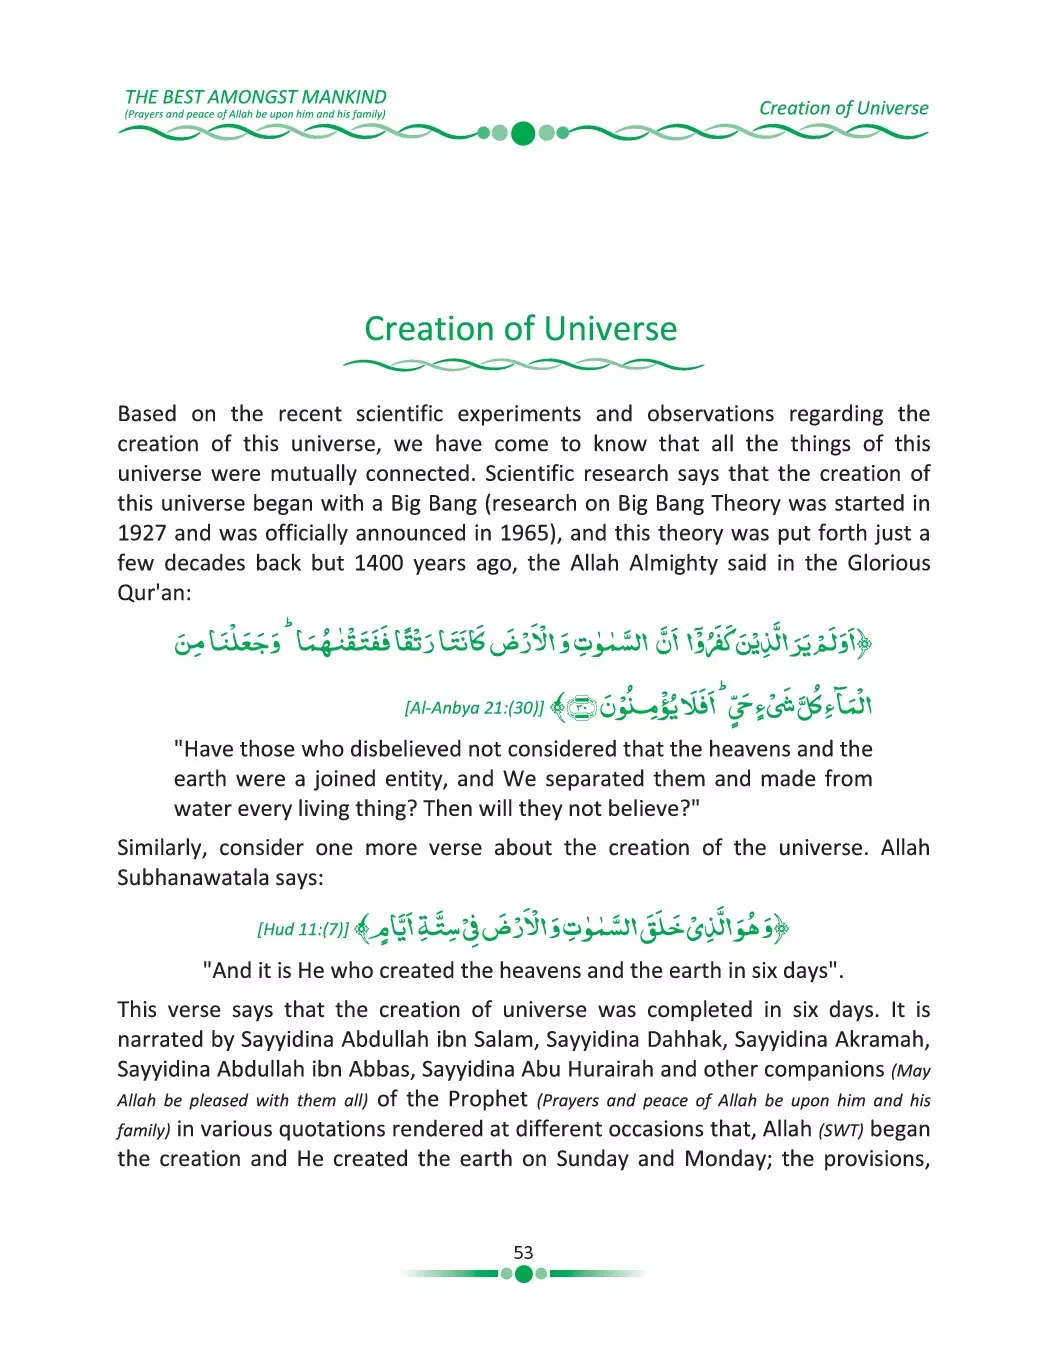 THE BEST AMONGST MANKIND
(Prayers and peace of Allah be upon him and his family)
Creation of Universe
Creation of Universe
Based on the recent scientific experiments and observations regarding the
creation of this universe, we have come to know that all the things of this
universe were mutually connected. Scientific research says that the creation of
this universe began with a Big Bang (research on Big Bang Theory was started in
1927 and was officially announced in 1965), and this theory was put forth just a
few decades back but 1400 years ago, the Allah Almighty said in the Glorious
Qur'an:
﴿اَوَلَمْ يَرَ الَّذِيْنَ كَفَرُوْٓا اَنَّ السَّمٰوٰتِ وَ الْاَرْضَ كَانَتَا رَتْقًا فَفَتَقْنٰهُمَا ؕ وَجَعَلْنَا مِنَ
الْمَآءِ كُلَّ شَیْءٍ حَيٍّ ؕ اَفَلَا يُؤْمِنُوْنَ ۝۳۰﴾ [Al-Anbya 21:(30)]
"Have those who disbelieved not considered that the heavens and the
earth were a joined entity, and We separated them and made from
water every living thing? Then will they not believe?"
Similarly, consider one more verse about the creation of the universe. Allah
Subhanawatala says:
﴿وَ هُوَ الَّذِیْ خَلَقَ السَّمٰوٰتِ وَ الْاَرْضَ فِیْ سِتَّةِ اَيَّامٍ﴾ [Hud 11:(7)]
"And it is He who created the heavens and the earth in six days".
This verse says that the creation of universe was completed in six days. It is
narrated by Sayyidina Abdullah ibn Salam, Sayyidina Dahhak, Sayyidina Akramah,
Sayyidina Abdullah ibn Abbas, Sayyidina Abu Hurairah and other companions (May
Allah be pleased with them all) of the Prophet (Prayers and peace of Allah be upon him and his
family) in various quotations rendered at different occasions that, Allah (SWT) began
the creation and He created the earth on Sunday and Monday; the provisions,
53